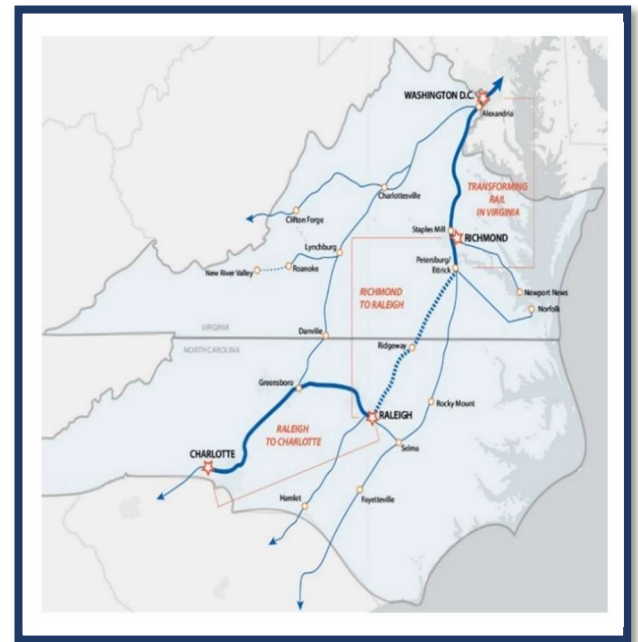 WASHINGTON D.C.
Alexandria
TRANSFORMING
RAIL
IN VIRGINIA
Charlottesville
Clifton Forge
Staples Mill
RICHMOND
Lynchburg
Petersburg/
Ettrick
New River Valley
Roanoke
RICHMOND
TO RALEIGH
Newport News
Norfolk
VIRGINIA
Danville
NORTH CAROLINA
Ridgeway
Greensboro
Rocky Mount
RALEIGH
RALEIGH
TO CHARLOTTE
Selma
CHARLOTTE
Hamlet
Fayetteville